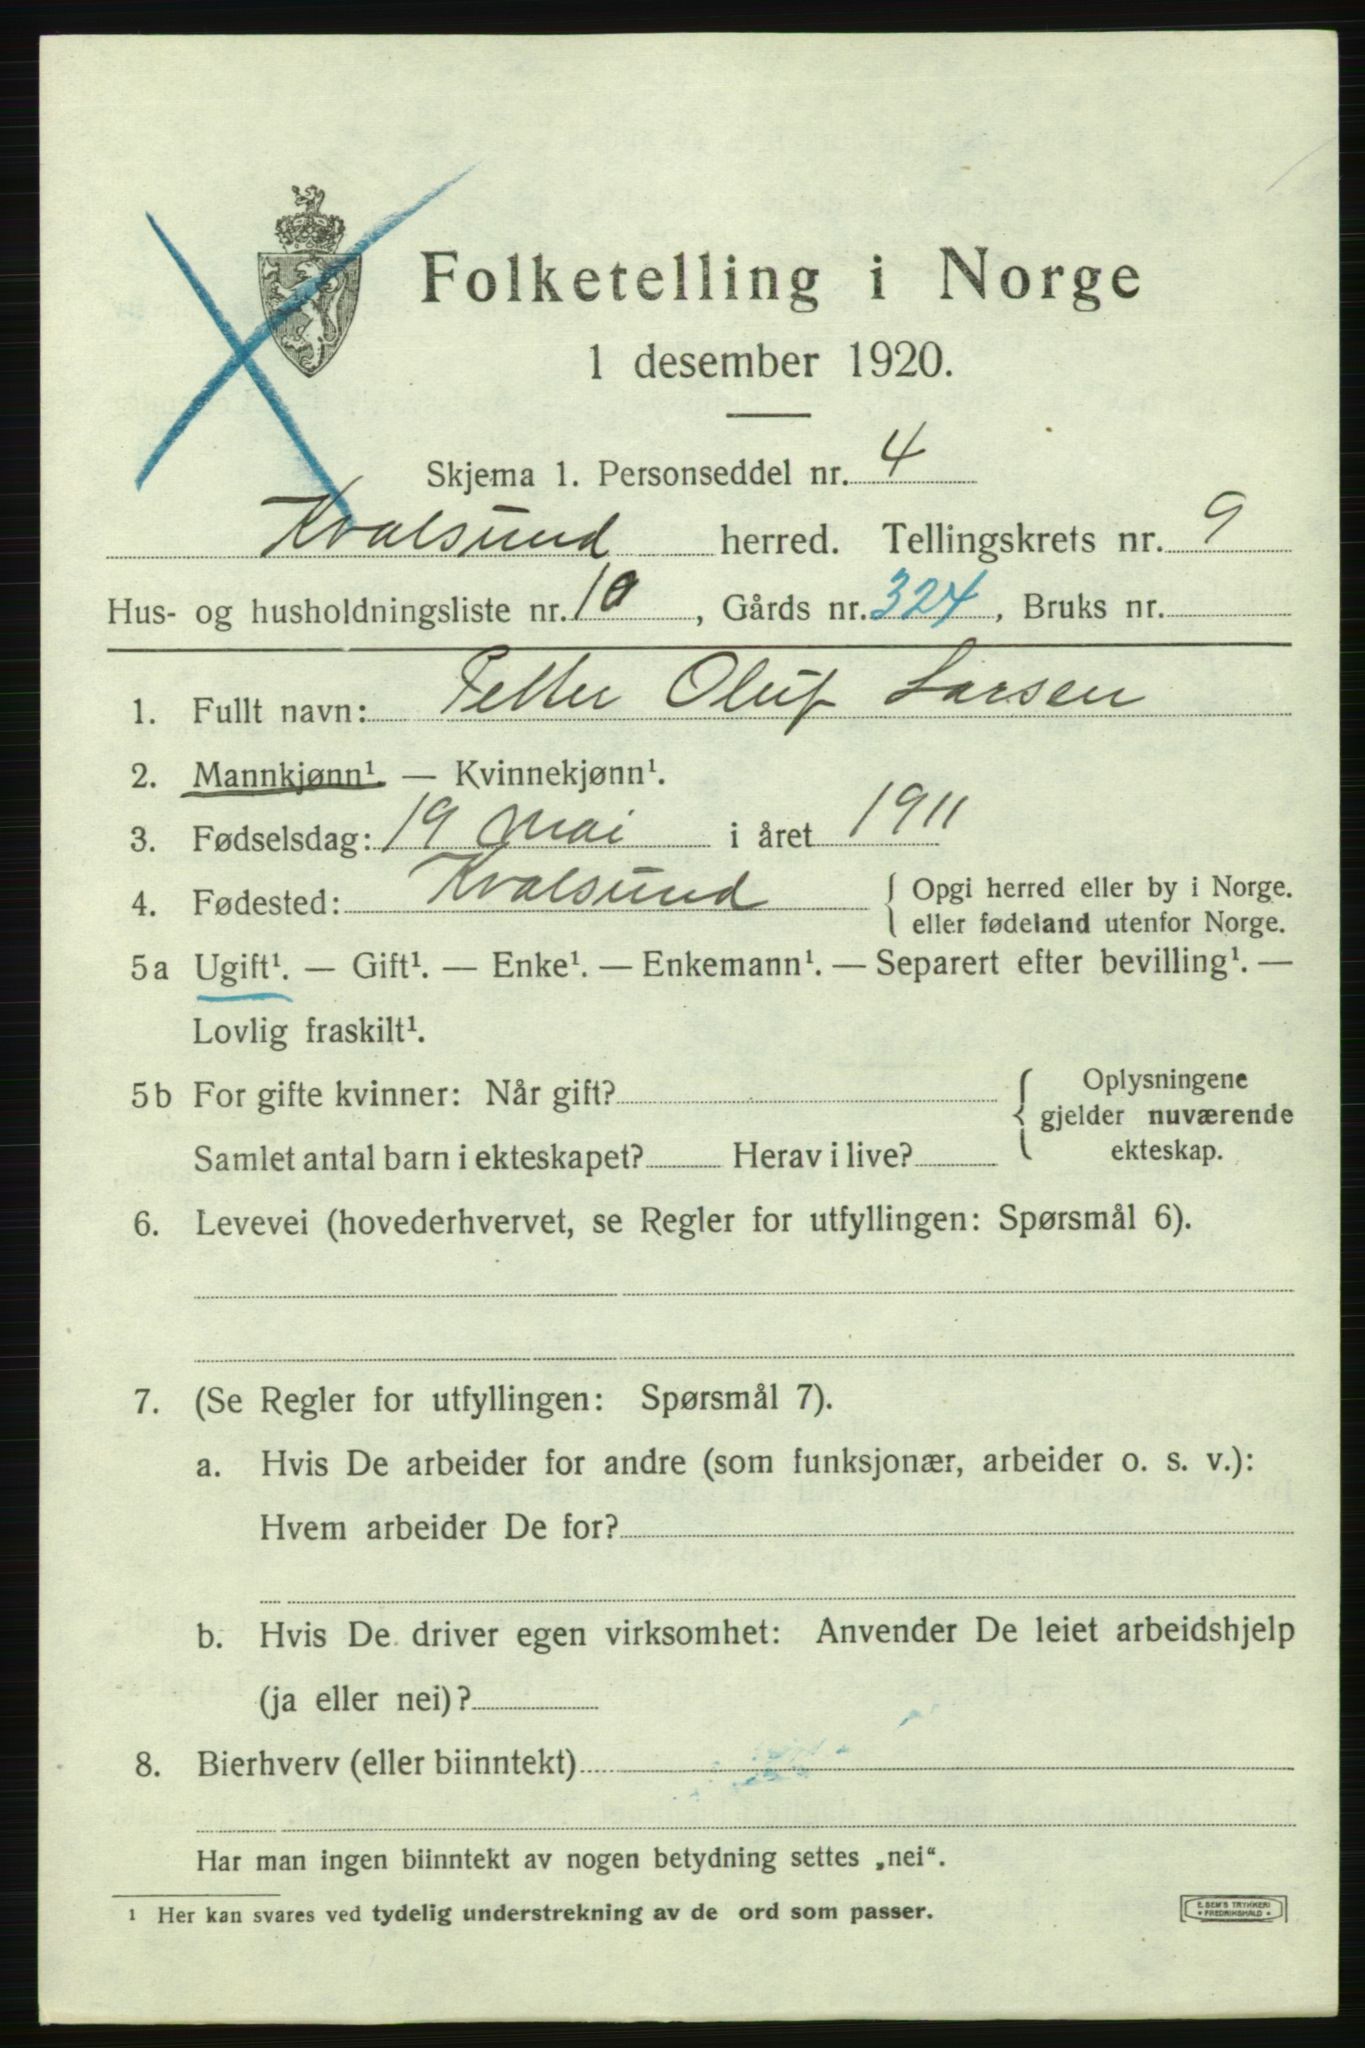 Folketelling i Norge
1 desember 1920.
Skjema 1. Personseddel nr. 4
Kvalsund herred. Tellingskrets nr. 9
Hus- og husholdningsliste nr. 10, Gårds nr. 324, Bruks nr.
1. Fullt navn: Petter Oluf Larsen
2. Mannkjønn¹. — Kvinnekjønn¹.
3. Fødselsdag: 19 mai i året 1911
4. Fødested: Kvalsund { Opgi herred eller by i Norge.
eller fødeland utenfor Norge.
5a Ugift¹. — Gift¹. — Enke¹. — Enkemann¹. — Separert efter bevilling¹. —
Lovlig fraskilt¹.
5b For gifte kvinner: Når gift? { Oplysningene
gjelder nuværende
ekteskap.
Samlet antal barn i ekteskapet? Herav i live?
6. Levevei (hovederhvervet, se Regler for utfyllingen: Spørsmål 6).
7. (Se Regler for utfyllingen: Spørsmål 7).
a. Hvis De arbeider for andre (som funksjonær, arbeider o. s. v.):
Hvem arbeider De for?
b. Hvis De driver egen virksomhet: Anvender De leiet arbeidshjelp
(ja eller nei)?
8. Bierhverv (eller biinntekt)
Har man ingen biinntekt av nogen betydning settes „nei“.
¹ Her kan svares ved tydelig understrekning av de ord som passer.
E. SEM'S TRYKKERI
FREDRIKSHALD